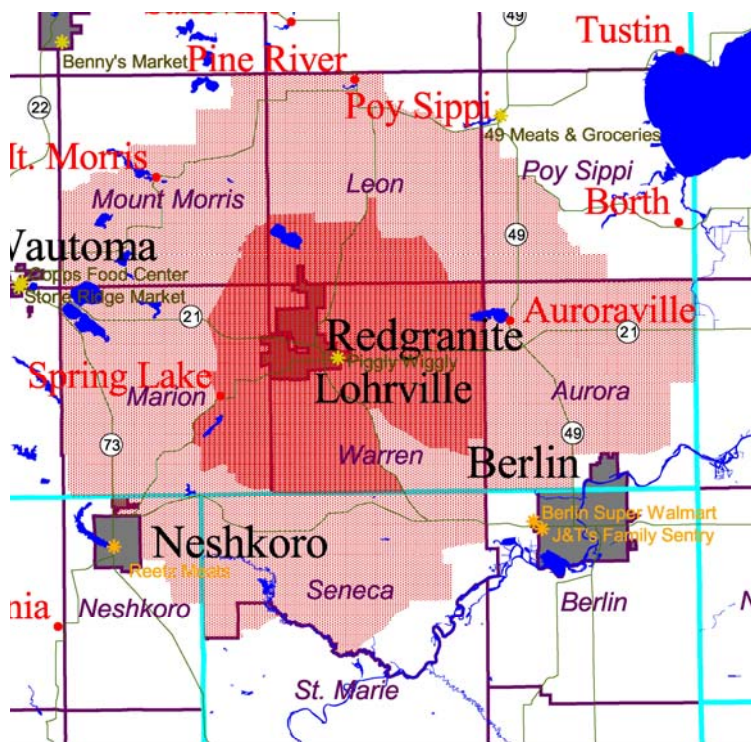 Benny's Market
Pine River
49
Tustin
22
Poy Sippi
49 Meats & Groceries
Mt. Morris
Mount Morris
Leon
Poy Sippi
Borth
49
Wautoma
Copps Food Center
Stone Ridge Market
21
Redgranite
Piggly Wiggly
Auroraville
21
Spring Lake
Marion
Lohrville
Aurora
73
Warren
Berlin
49
Berlin Super Walmart
J&T's Family Sentry
Neshkoro
Reetz Meats
Seneca
Neshkoro
Berlin
nia
St. Marie
N